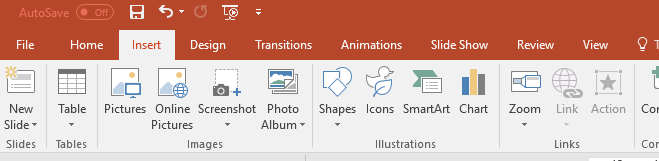 AutoSave Off
File Home Insert Design Transitions Animations Slide Show Review View
New Slide Table Pictures Online Pictures Screenshot Photo Album Shapes Icons SmartArt Chart Zoom Link Action
Slides Tables Images Illustrations Links